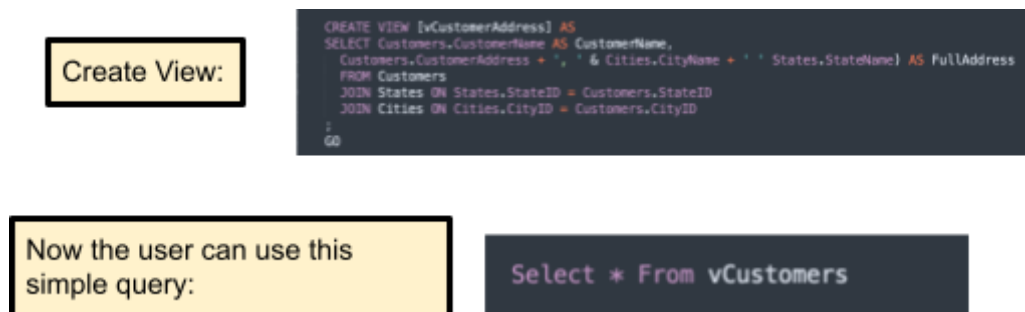 Create View:
CREATE VIEW [vCustomerAddress] AS
SELECT Customers.CustomerName AS CustomerName,
Customers.CustomerAddress + ', ' & Cities.CityName + ' ' States.StateName) AS FullAddress
FROM Customers
JOIN States ON States.StateID = Customers.StateID
JOIN Cities ON Cities.CityID = Customers.CityID
;
GO
Now the user can use this
simple query:
Select * From vCustomers